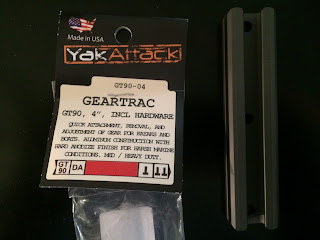 Made in USA
YakAttack
GT90-04
GEARTRAC
GT90, 4", INCL HARDWARE
QUICK ATTACHMENT, REMOVAL, AND
ADJUSTMENT OF GEAR FOR KAYAKS AND
BOATS. ALUMINUM CONSTRUCTION WITH
HARD ANODIZE FINISH FOR HARSH MARINE
CONDITIONS. MED / HEAVY DUTY.
GT 90 DA